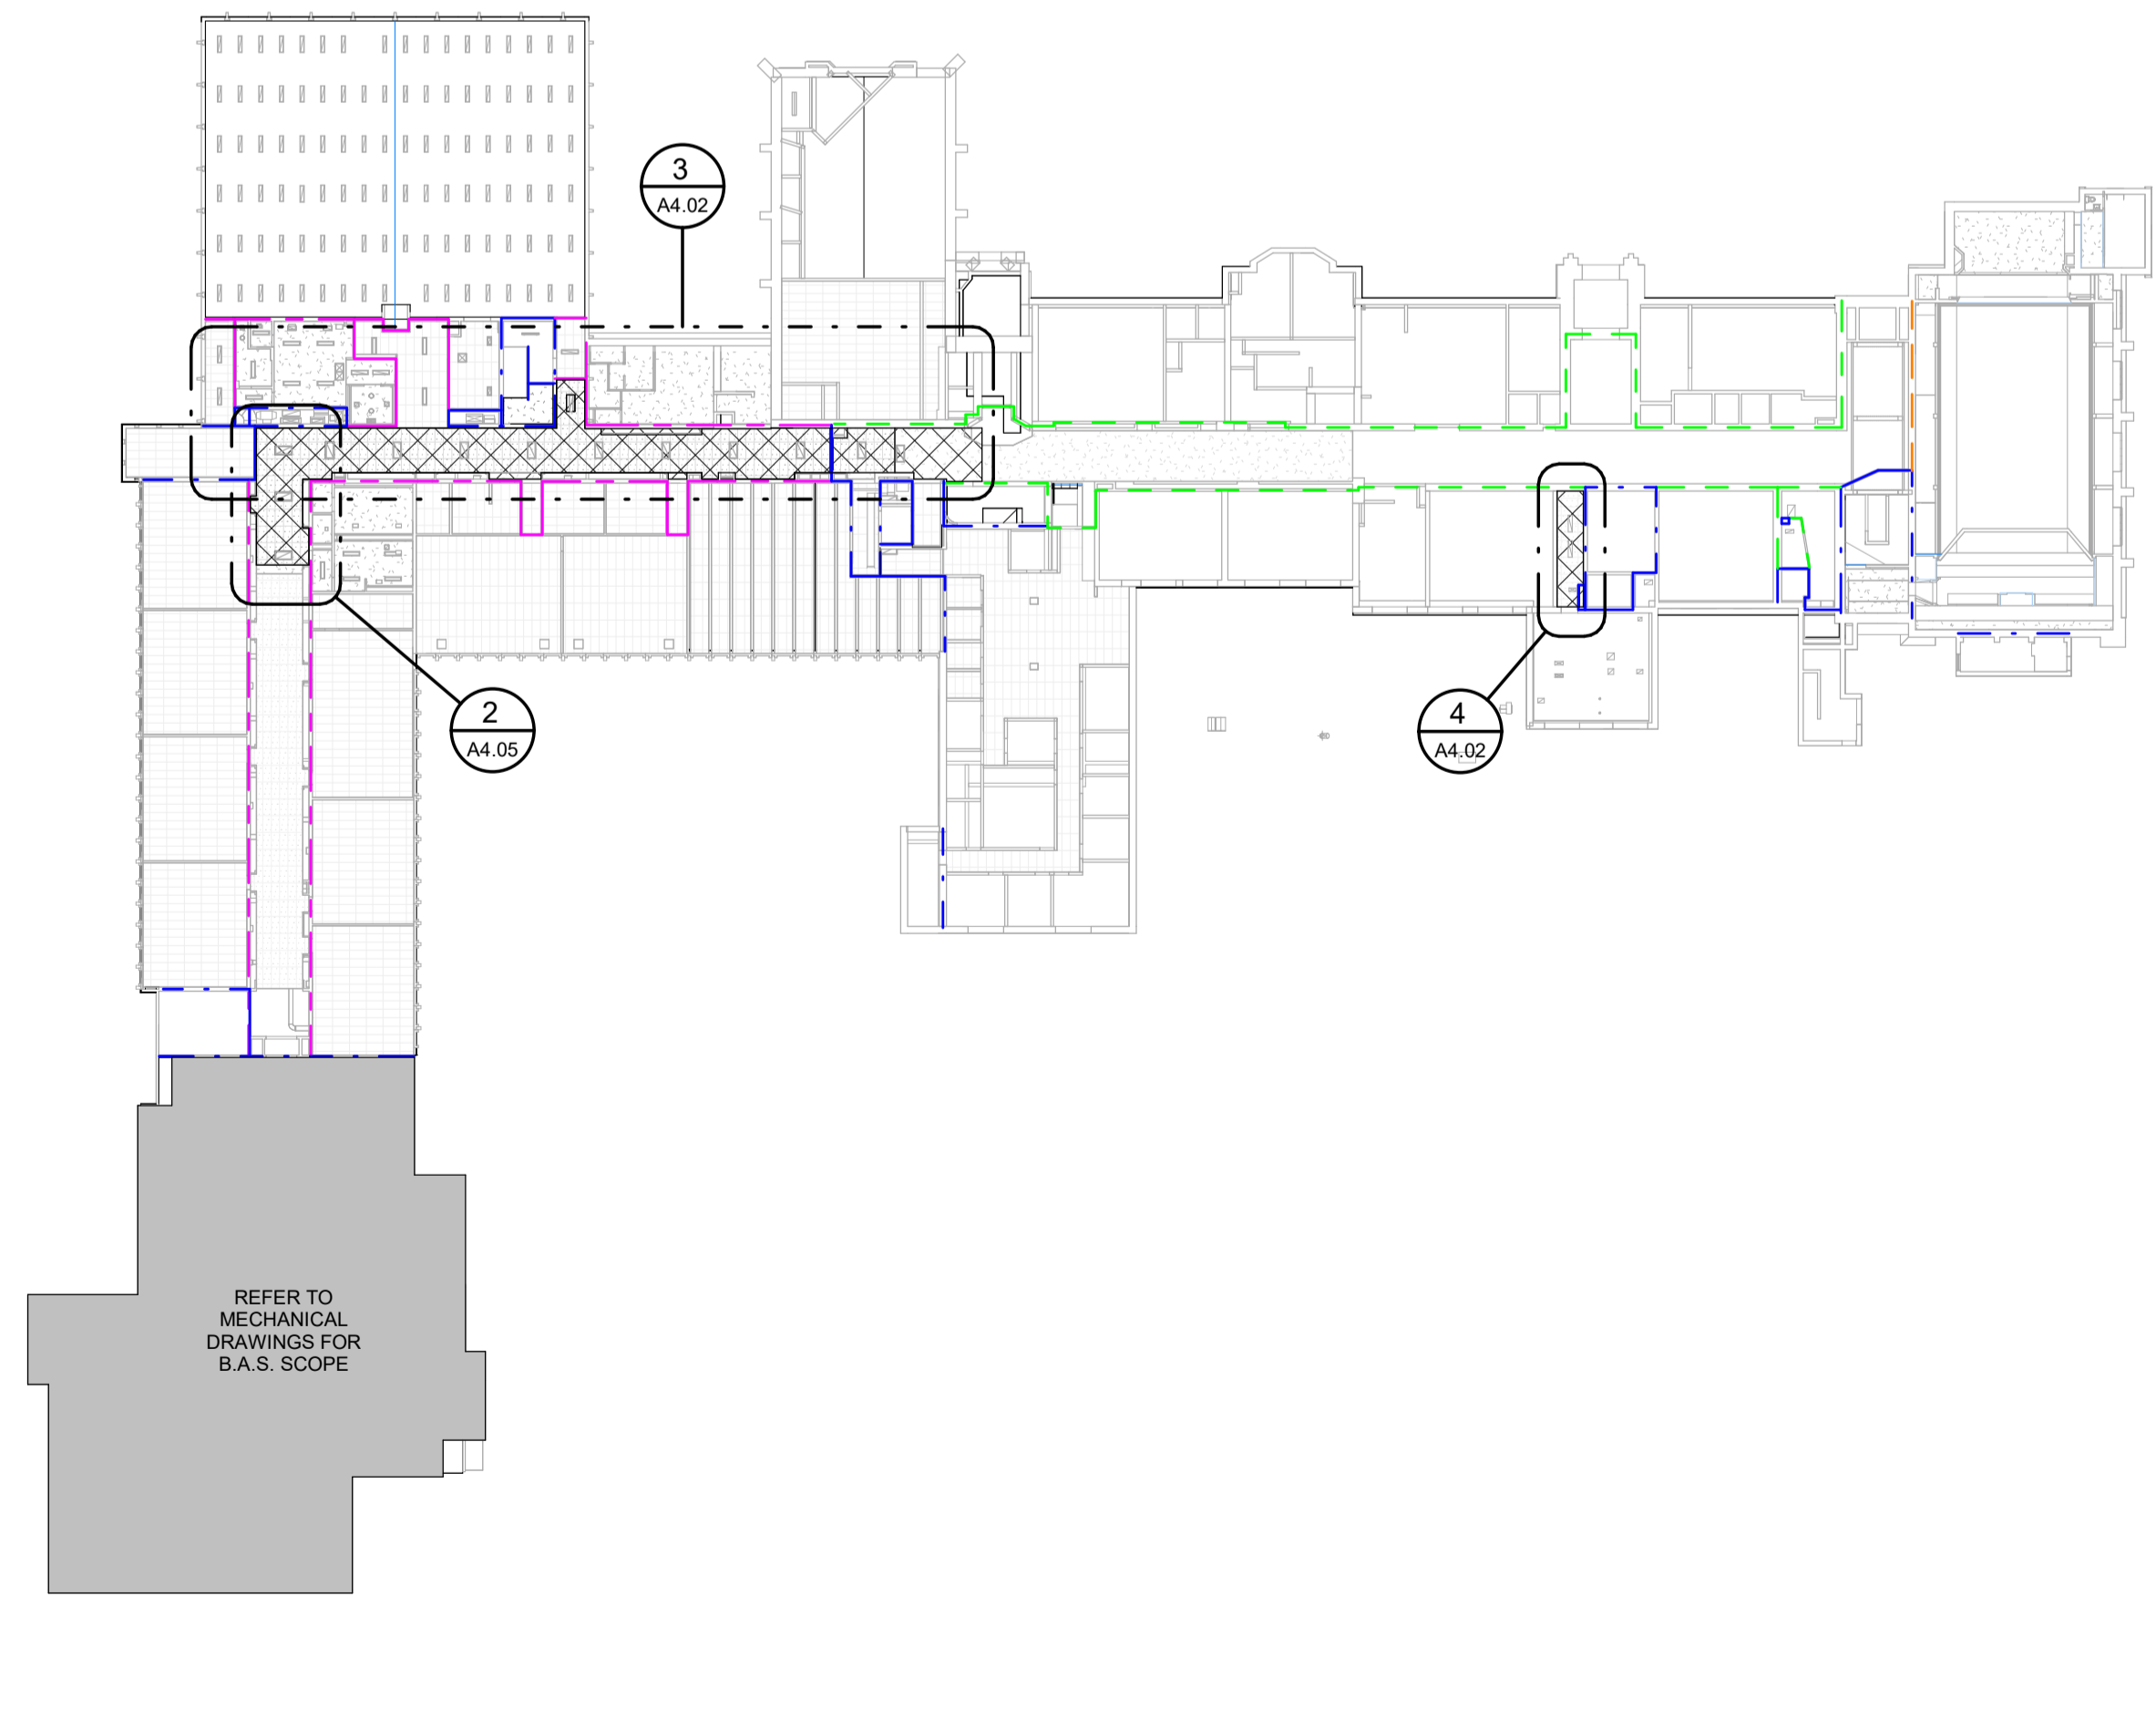 3
A4.02
2
A4.05
4
A4.02
REFER TO
MECHANICAL
DRAWINGS FOR
B.A.S. SCOPE